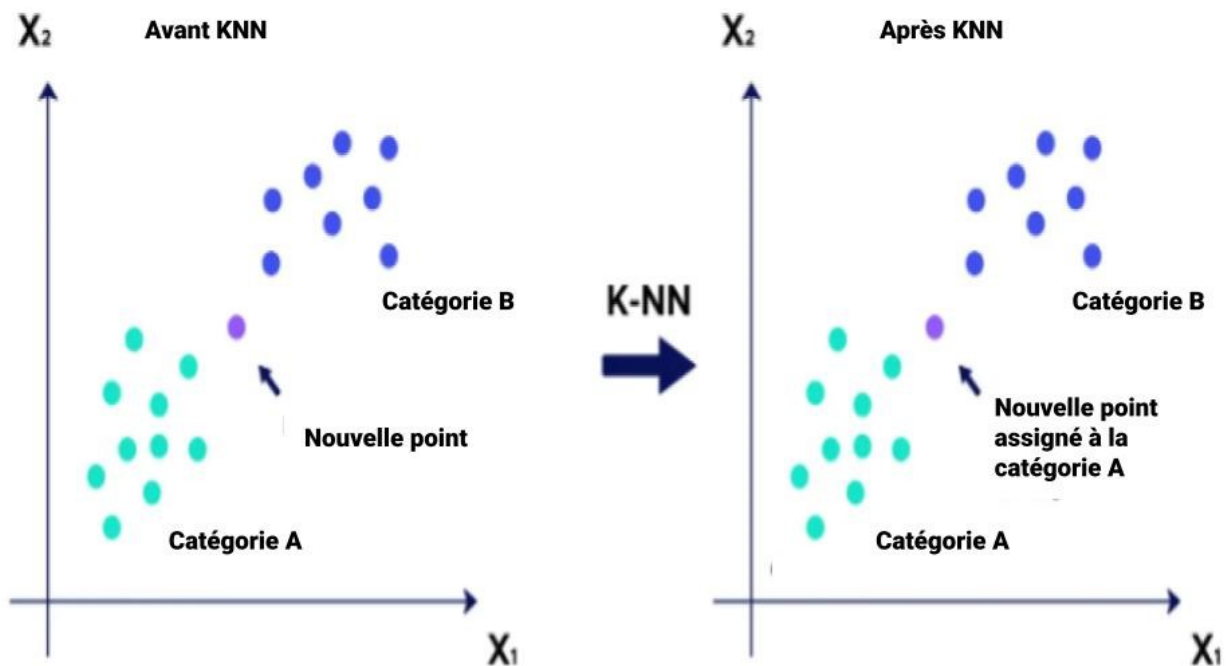 X₂
Avant KNN
Catégorie B
Nouvelle point
Catégorie A
X₁
K-NN
X₂
Après KNN
Catégorie B
Nouvelle point
assigné à la
catégorie A
Catégorie A
X₁